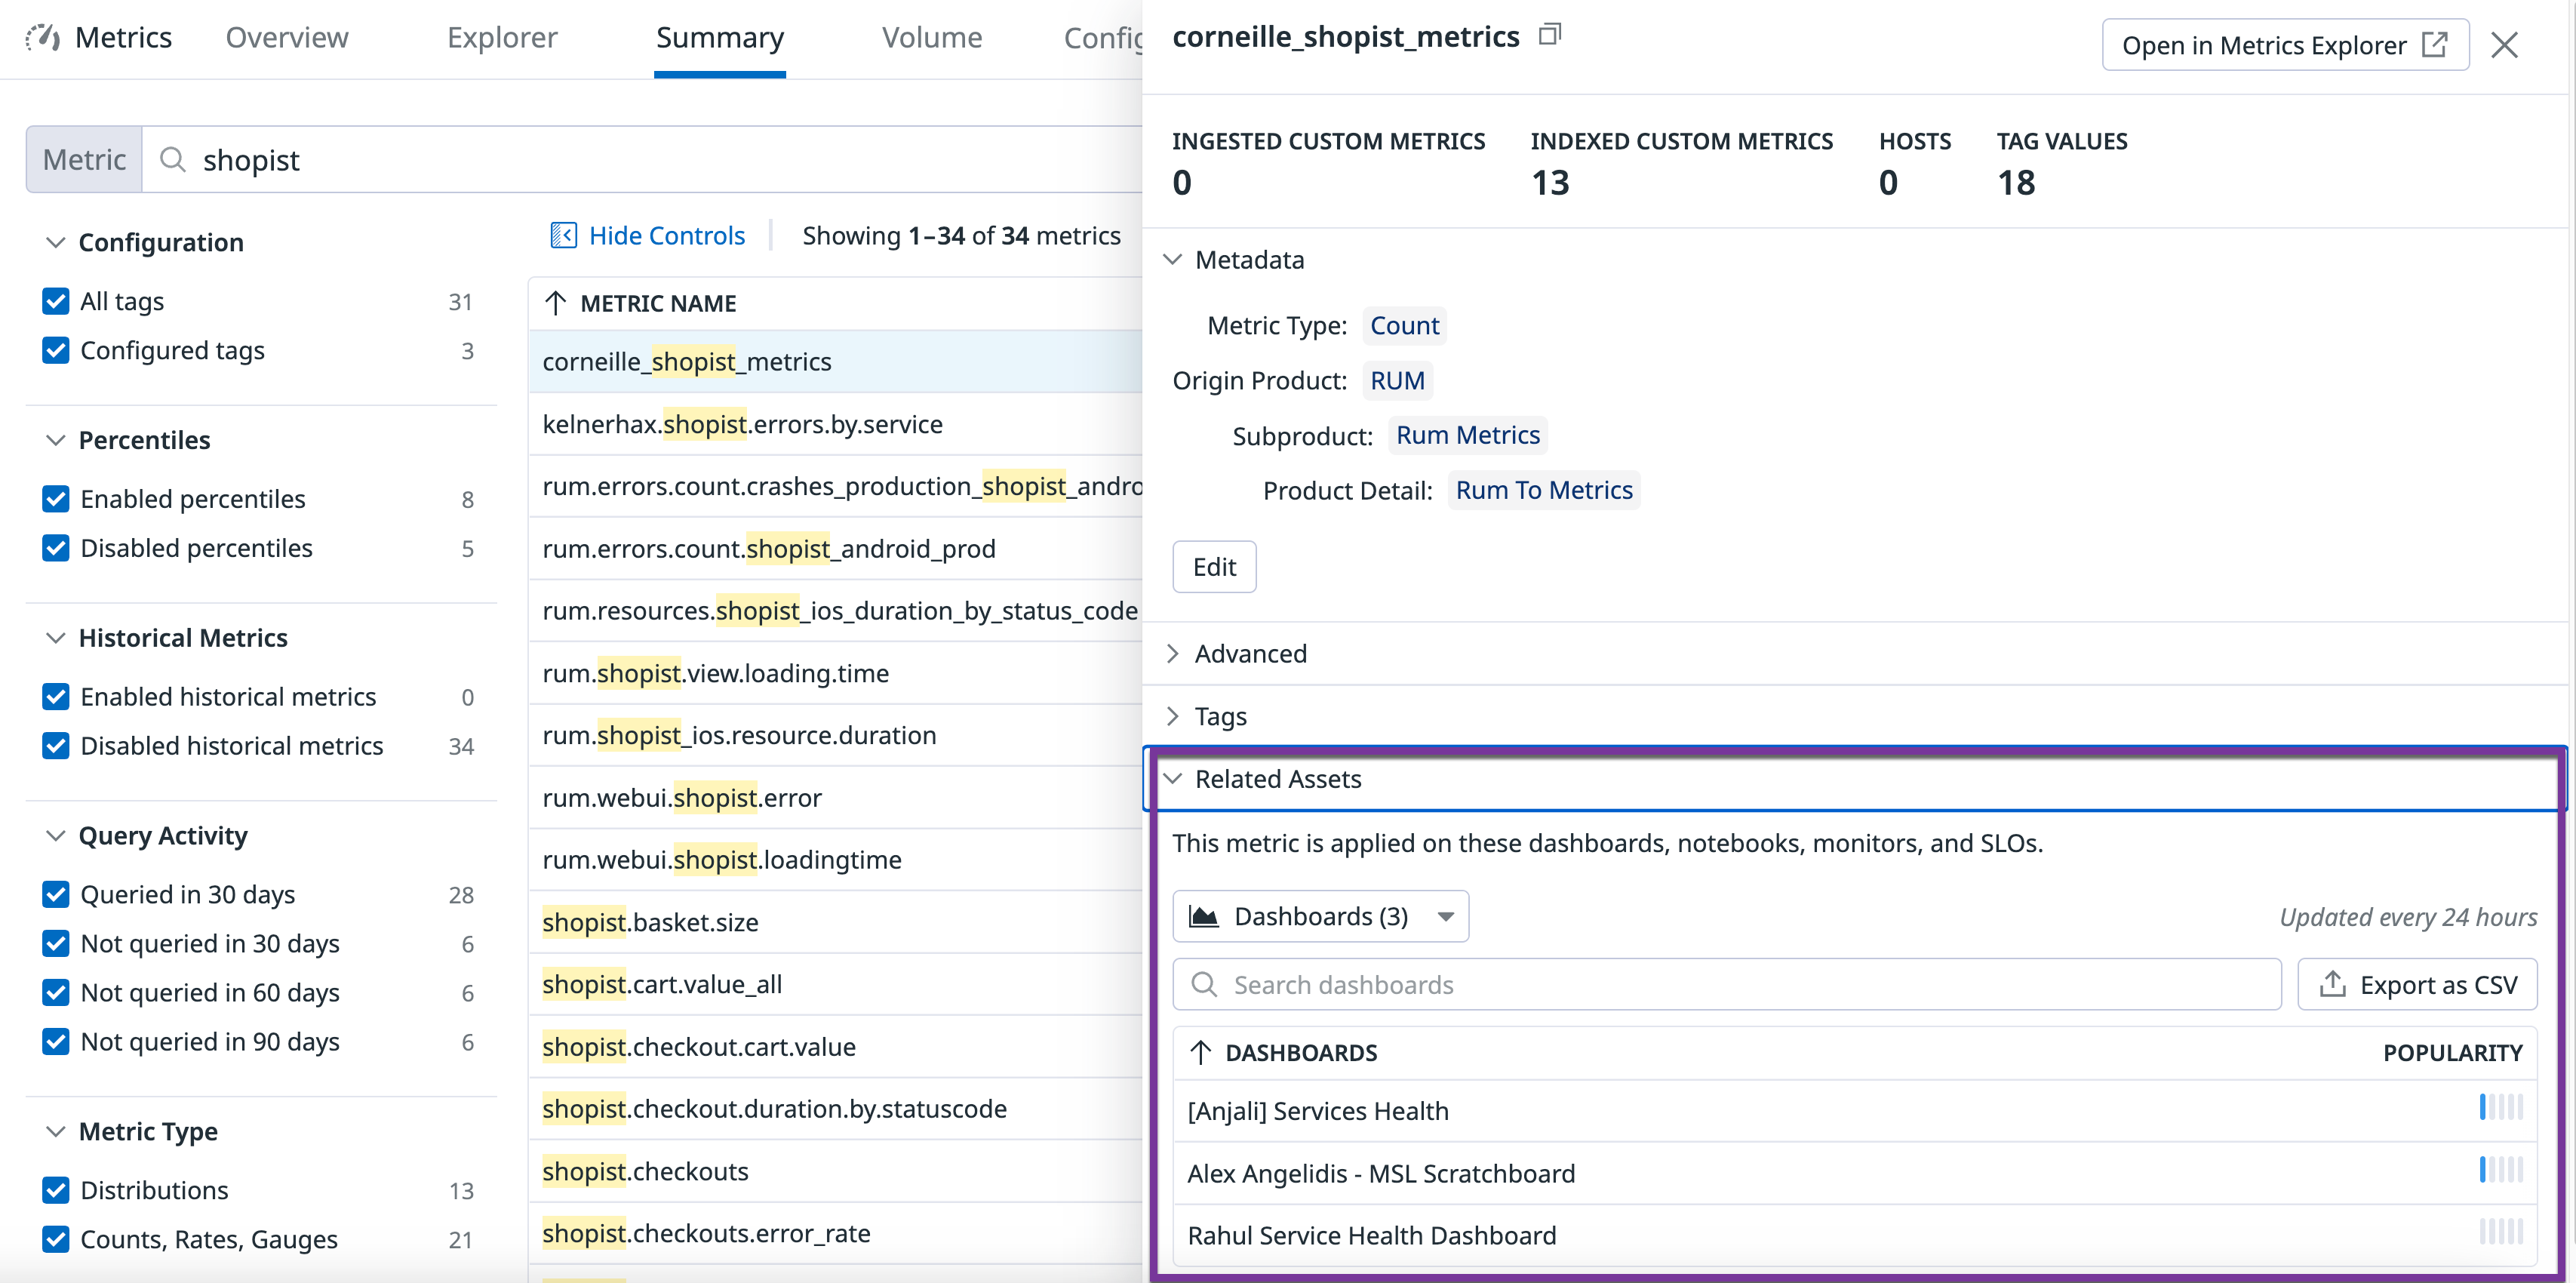 Metrics
Overview
Explorer
Summary
Volume
Config
Metric
shopist
Configuration
All tags 31
Configured tags 3
Percentiles
Enabled percentiles 8
Disabled percentiles 5
Historical Metrics
Enabled historical metrics 0
Disabled historical metrics 34
Query Activity
Queried in 30 days 28
Not queried in 30 days 6
Not queried in 60 days 6
Not queried in 90 days 6
Metric Type
Distributions 13
Counts, Rates, Gauges 21
Hide Controls
Showing 1–34 of 34 metrics
METRIC NAME
corneille_shopist_metrics
kelnerhax.shopist.errors.by.service
rum.errors.count.crashes_production_shopist_andro
rum.errors.count.shopist_android_prod
rum.resources.shopist_ios_duration_by_status_code
rum.shopist.view.loading.time
rum.shopist_ios.resource.duration
rum.webui.shopist.error
rum.webui.shopist.loadingtime
shopist.basket.size
shopist.cart.value_all
shopist.checkout.cart.value
shopist.checkout.duration.by.statuscode
shopist.checkouts
shopist.checkouts.error_rate
corneille_shopist_metrics
Open in Metrics Explorer
INGESTED CUSTOM METRICS
0
INDEXED CUSTOM METRICS
13
HOSTS
0
TAG VALUES
18
Metadata
Metric Type: Count
Origin Product: RUM
Subproduct: Rum Metrics
Product Detail: Rum To Metrics
Edit
Advanced
Tags
Related Assets
This metric is applied on these dashboards, notebooks, monitors, and SLOs.
Dashboards (3)
Updated every 24 hours
Search dashboards
Export as CSV
DASHBOARDS
POPULARITY
[Anjali] Services Health
Alex Angelidis - MSL Scratchboard
Rahul Service Health Dashboard